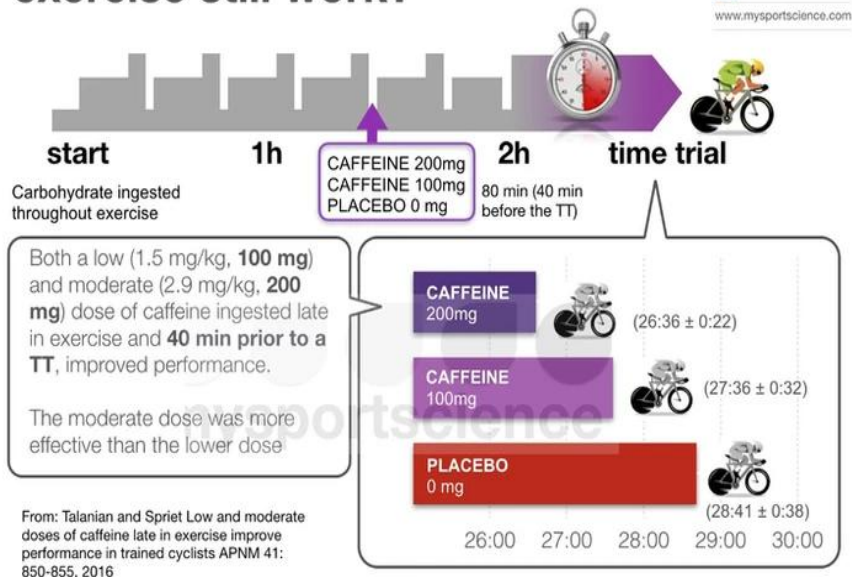 exercise still work?
www.mysportscience.com
start
1h
2h
time trial
CAFFEINE 200mg
CAFFEINE 100mg
PLACEBO 0 mg
80 min (40 min
before the TT)
Carbohydrate ingested
throughout exercise
Both a low (1.5 mg/kg, 100 mg)
and moderate (2.9 mg/kg, 200
mg) dose of caffeine ingested late
in exercise and 40 min prior to a
TT, improved performance.
The moderate dose was more
effective than the lower dose
CAFFEINE
200mg
(26:36 ± 0:22)
CAFFEINE
100mg
(27:36 ± 0:32)
PLACEBO
0 mg
(28:41 ± 0:38)
26:00 27:00 28:00 29:00 30:00
mysportscience
From: Talanian and Spriet Low and moderate
doses of caffeine late in exercise improve
performance in trained cyclists APNM 41:
850-855, 2016